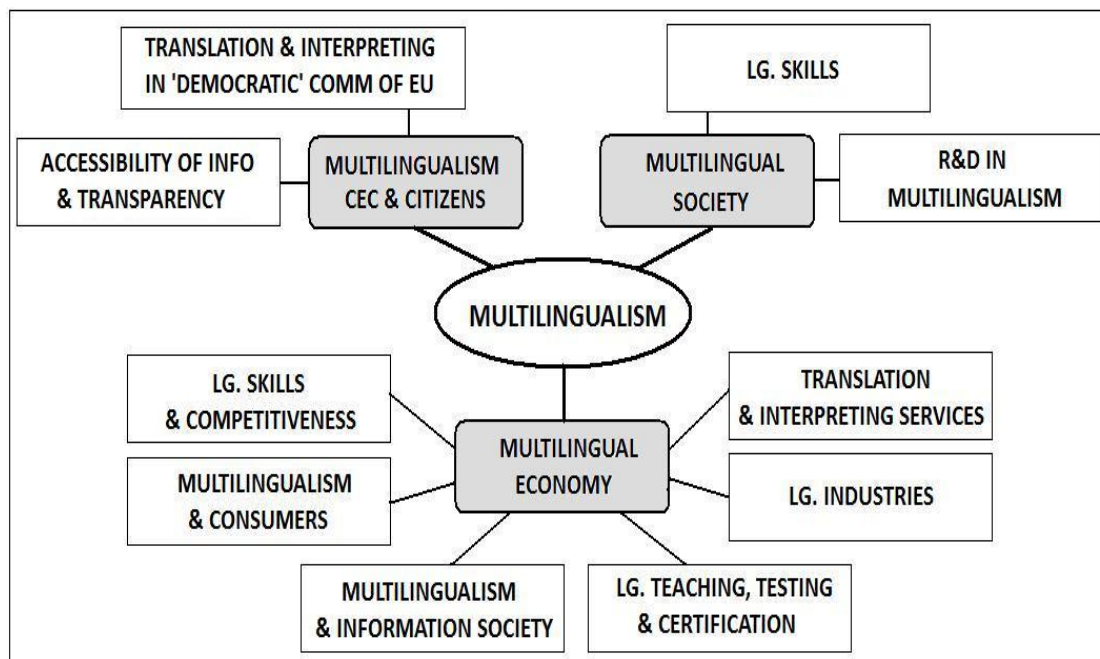 TRANSLATION & INTERPRETING
IN 'DEMOCRATIC' COMM OF EU
LG. SKILLS
ACCESSIBILITY OF INFO
& TRANSPARENCY
MULTILINGUALISM
CEC & CITIZENS
MULTILINGUAL
SOCIETY
R&D IN
MULTILINGUALISM
MULTILINGUALISM
LG. SKILLS
& COMPETITIVENESS
TRANSLATION
& INTERPRETING SERVICES
MULTILINGUAL
ECONOMY
MULTILINGUALISM
& CONSUMERS
LG. INDUSTRIES
MULTILINGUALISM
& INFORMATION SOCIETY
LG. TEACHING, TESTING
& CERTIFICATION